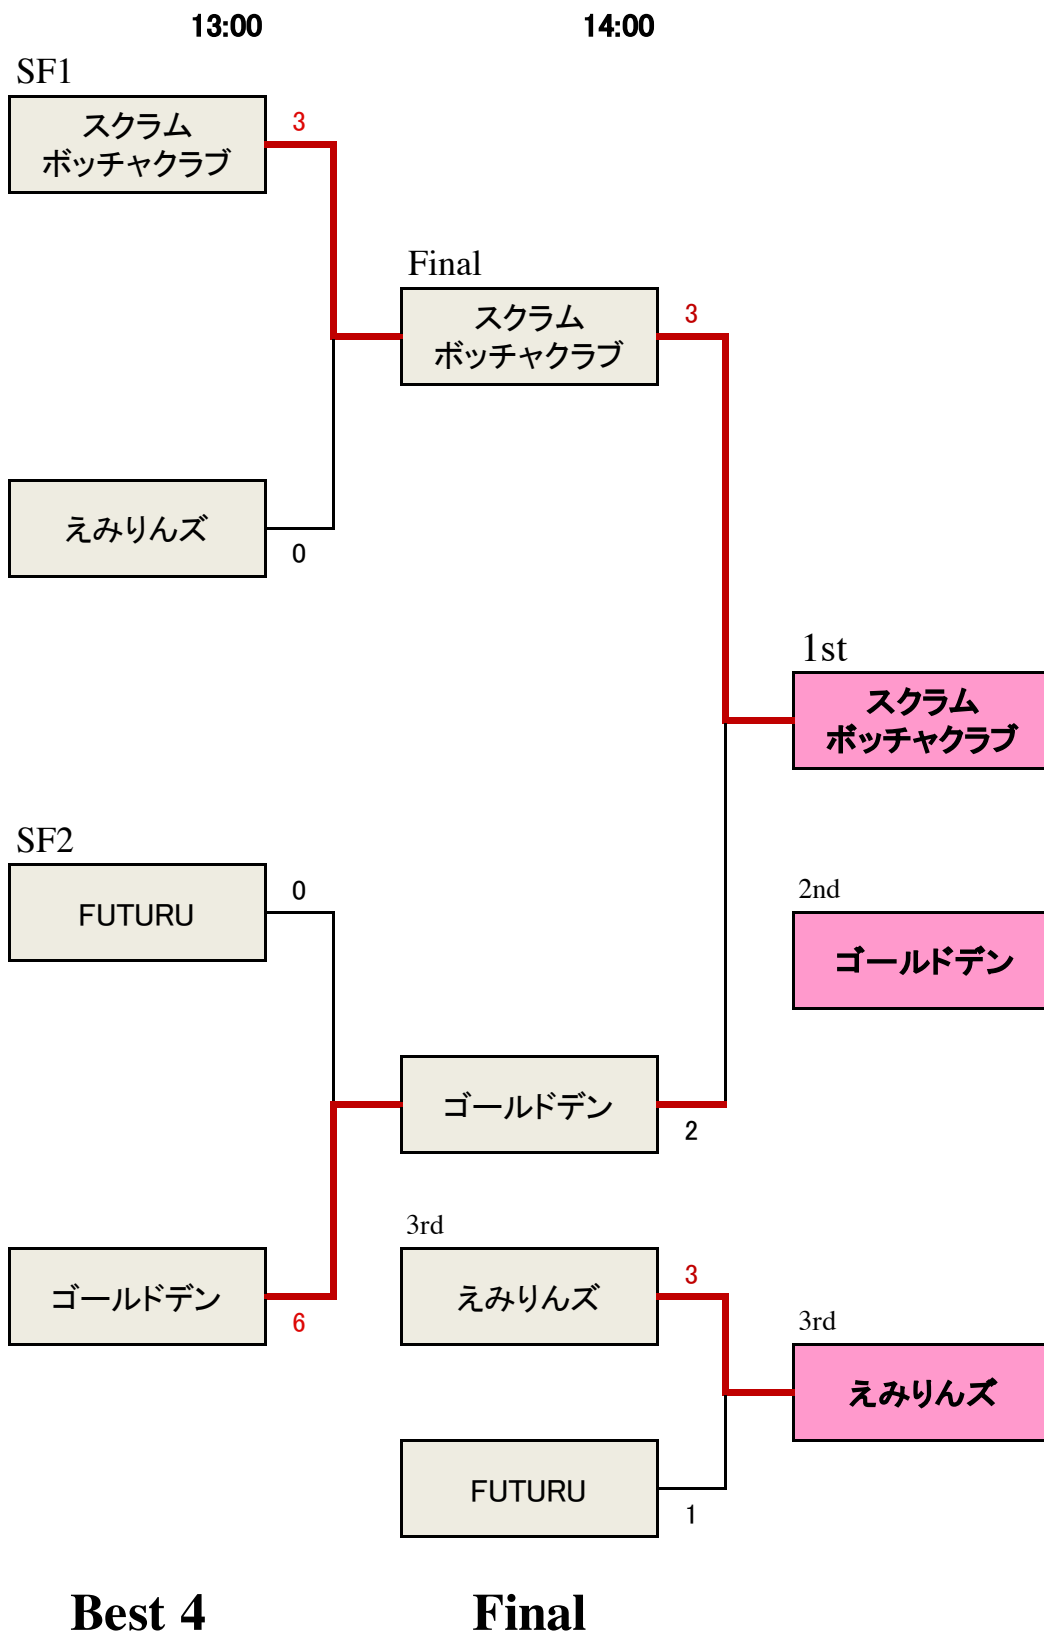 13:00
14:00
SF1
スクラム
ボッチャクラブ
3
Final
スクラム
ボッチャクラブ
3
えみりんズ
0
1st
スクラム
ボッチャクラブ
SF2
FUTURU
0
2nd
ゴールドデン
ゴールドデン
2
3rd
ゴールドデン
6
えみりんズ
3
3rd
えみりんズ
FUTURU
1
Best 4
Final